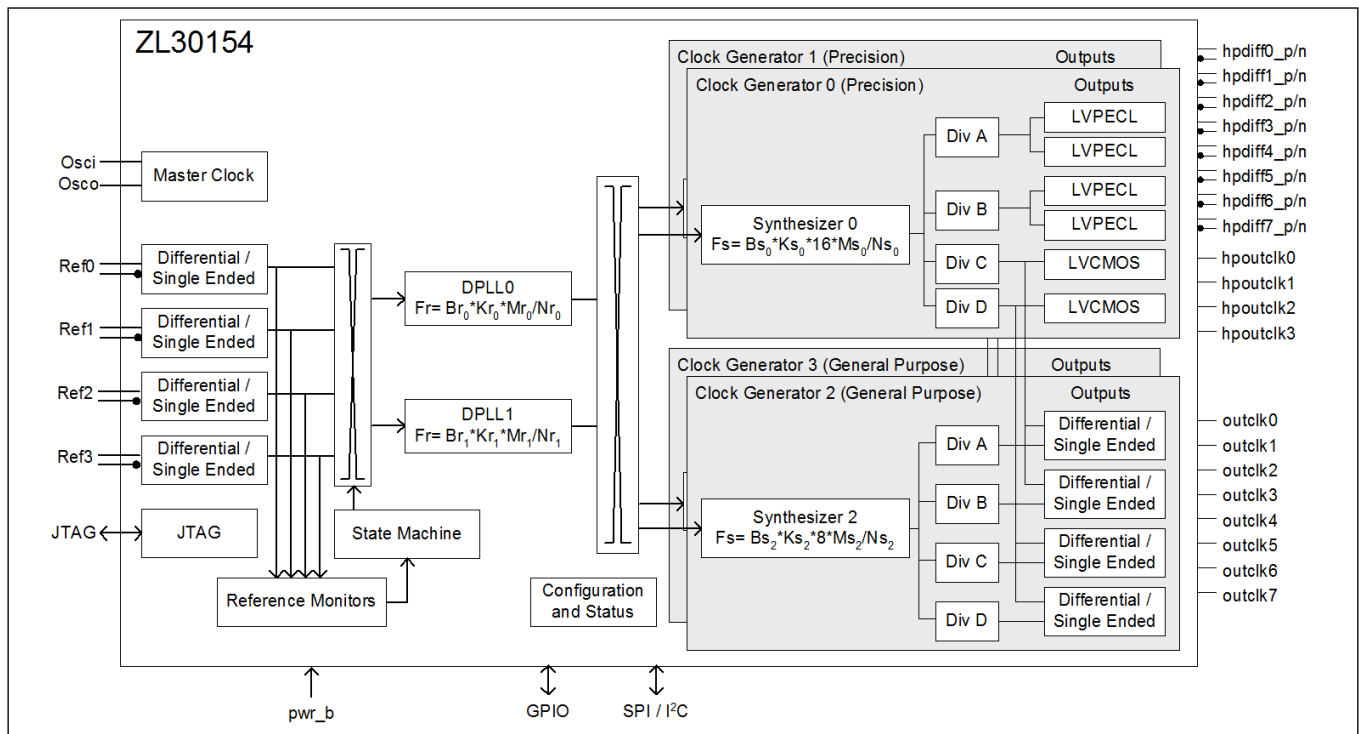 ZL30154
Osci
Osco
Master Clock
Ref0
Differential /
Single Ended
Ref1
Differential /
Single Ended
Ref2
Differential /
Single Ended
Ref3
Differential /
Single Ended
JTAG
JTAG
State Machine
Reference Monitors
DPLL0
Fr= Br₀*Kr₀*Mr₀/Nr₀
DPLL1
Fr= Br₁*Kr₁*Mr₁/Nr₁
Configuration
and Status
Clock Generator 1 (Precision)
Outputs
Clock Generator 0 (Precision)
Outputs
Synthesizer 0
Fs= Bs₀*Ks₀*16*Ms₀/Ns₀
Div A
Div B
Div C
Div D
LVPECL
LVPECL
LVPECL
LVPECL
LVCMOS
LVCMOS
Clock Generator 3 (General Purpose)
Outputs
Clock Generator 2 (General Purpose)
Outputs
Synthesizer 2
Fs= Bs₂*Ks₂*8*Ms₂/Ns₂
Div A
Div B
Div C
Div D
Differential /
Single Ended
Differential /
Single Ended
Differential /
Single Ended
Differential /
Single Ended
hpdiff0_p/n
hpdiff1_p/n
hpdiff2_p/n
hpdiff3_p/n
hpdiff4_p/n
hpdiff5_p/n
hpdiff6_p/n
hpdiff7_p/n
hpoutclk0
hpoutclk1
hpoutclk2
hpoutclk3
outclk0
outclk1
outclk2
outclk3
outclk4
outclk5
outclk6
outclk7
pwr_b
GPIO
SPI / I²C